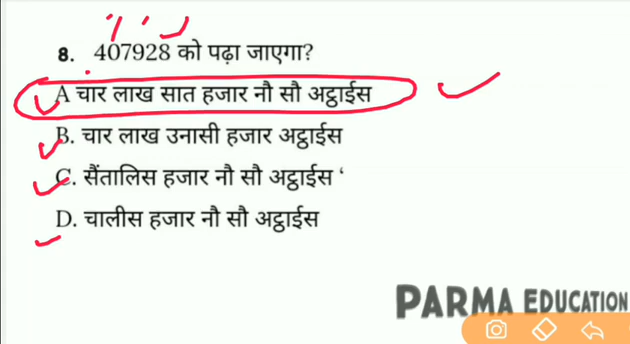 8. 407928 को पढ़ा जाएगा?
A चार लाख सात हजार नौ सौ अट्ठाईस
B. चार लाख उनासी हजार अट्ठाईस
C. सैंतालिस हजार नौ सौ अट्ठाईस ‘
D. चालीस हजार नौ सौ अट्ठाईस
PARMA EDUCATION